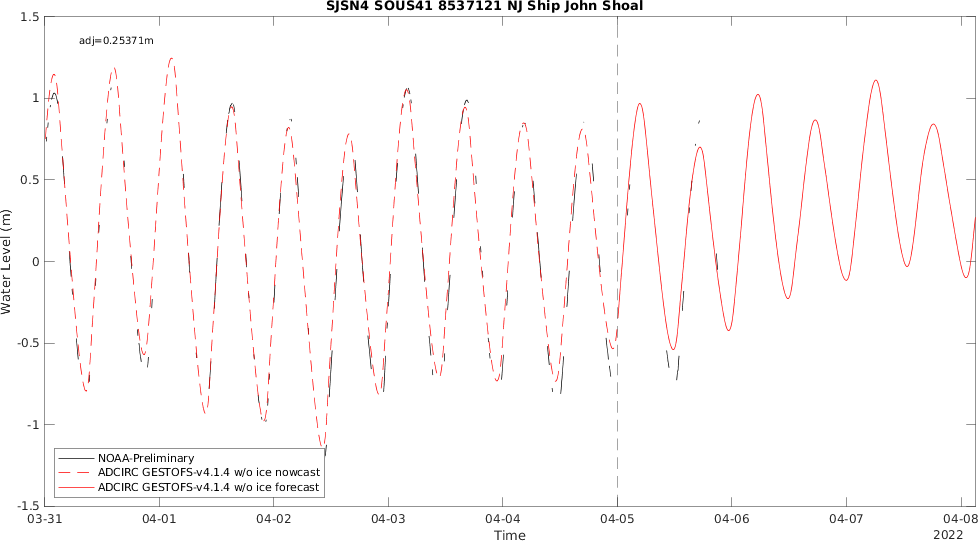 SJSN4 SOUS41 8537121 NJ Ship John Shoal
adj=0.25371m
1.5
1
0.5
0
-0.5
-1
-1.5
Water Level (m)
NOAA-Preliminary
ADCIRC GESTOFS-v4.1.4 w/o ice nowcast
ADCIRC GESTOFS-v4.1.4 w/o ice forecast
03-31 04-01 04-02 04-03 04-04 04-05 04-06 04-07 04-08
Time
2022